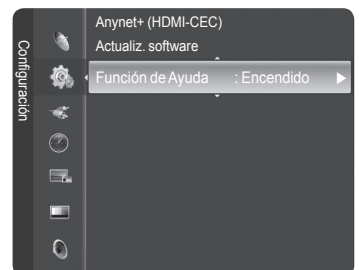 Configuración
Anynet+ (HDMI-CEC)
Actualiz. software
Función de Ayuda : Encendido